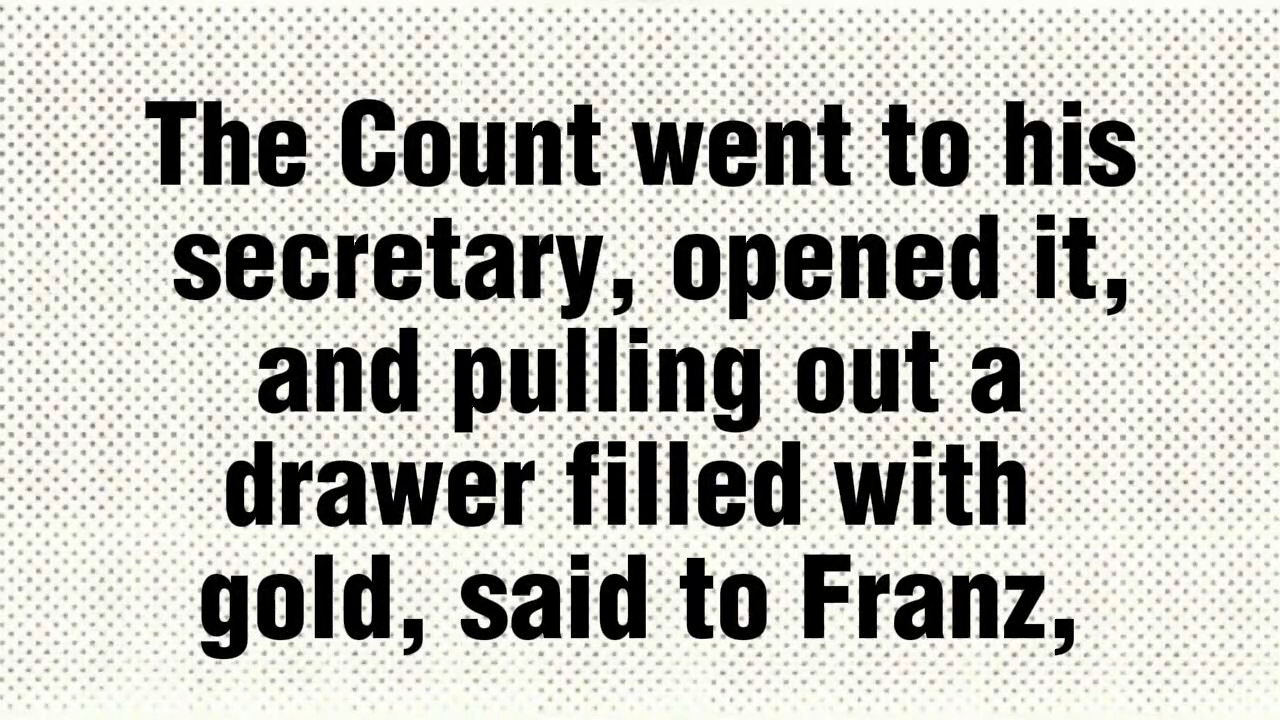 The Count went to his
secretary, opened it,
and pulling out a
drawer filled with
gold, said to Franz,